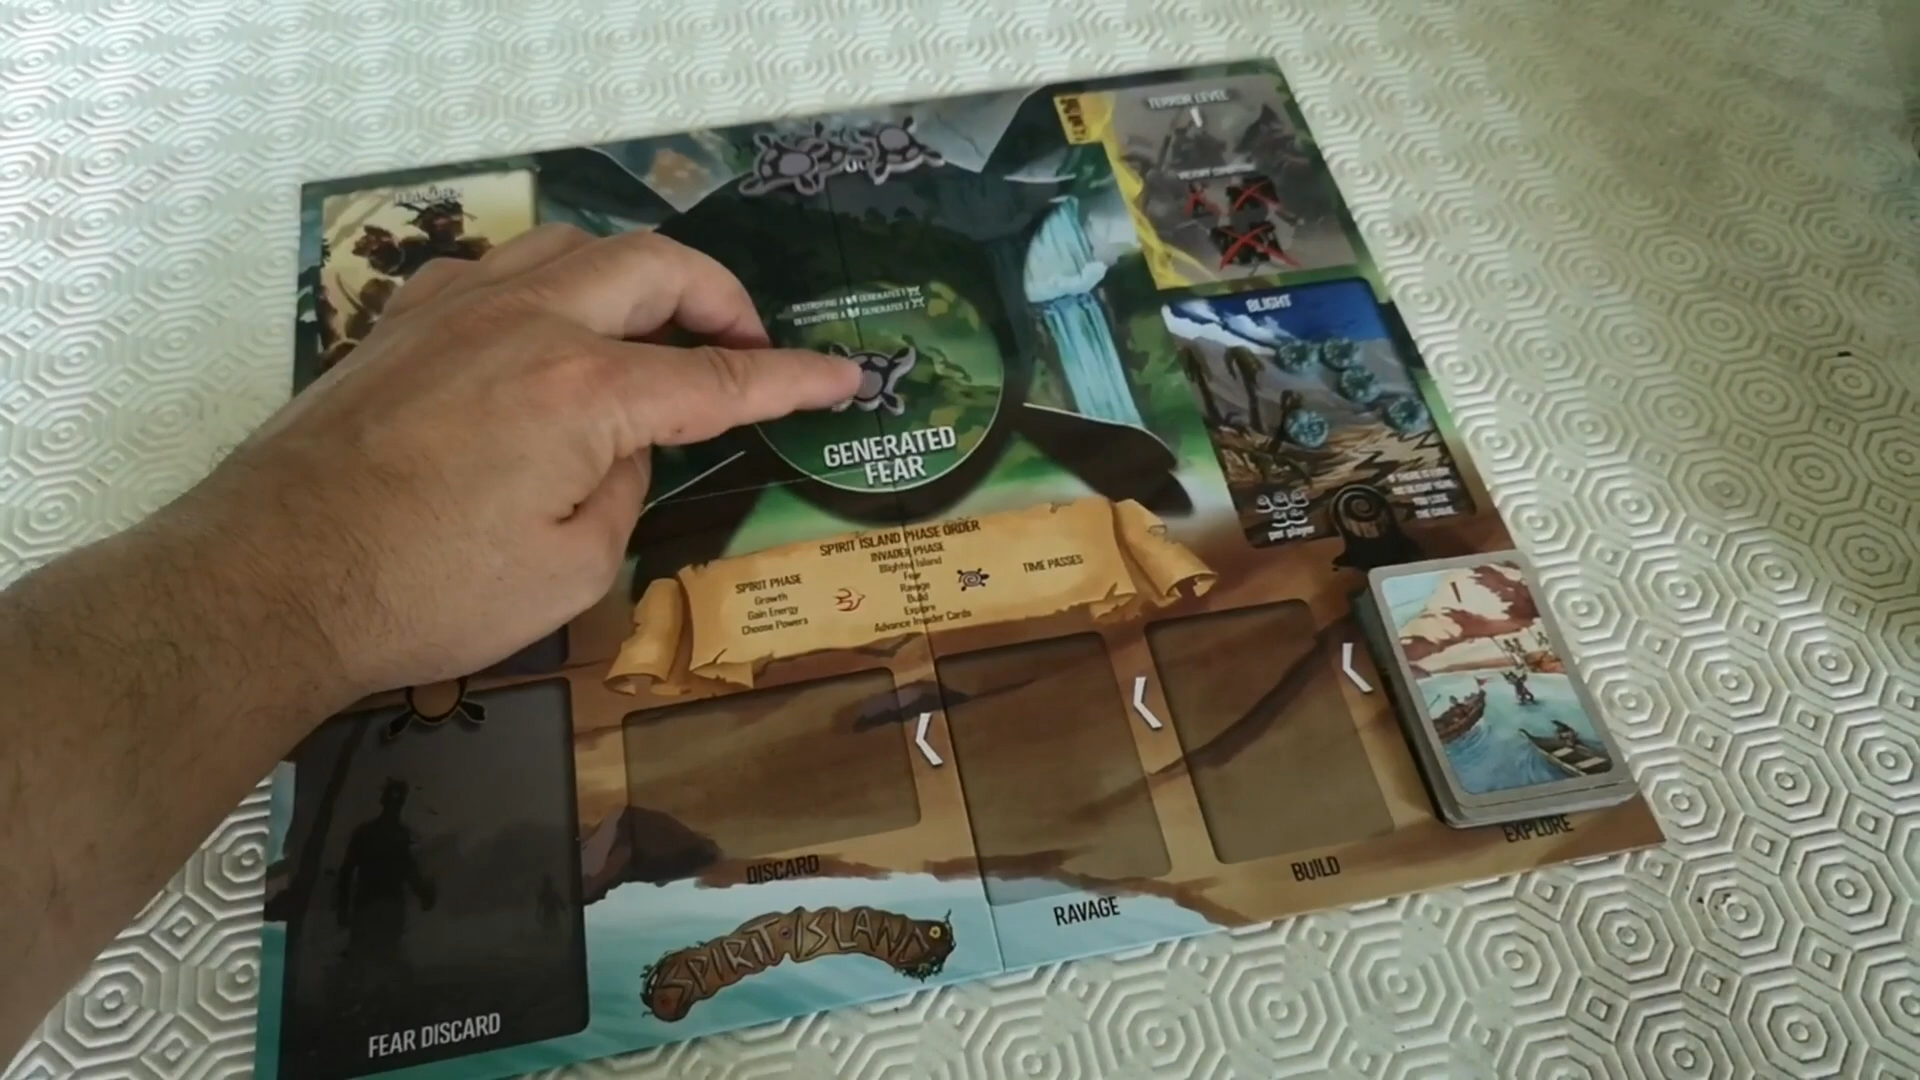 TERROR LEVEL
BLIGHT
DESTROYING A GENERATES 1
DESTROYING A GENERATES 2
GENERATED
FEAR
per player
SPIRIT ISLAND PHASE ORDER
SPIRIT PHASE
Growth
Gain Energy
Choose Powers
INVADER PHASE
Blighted Island
Fear
Ravage
Build
Explore
Advance Invader Cards
TIME PASSES
I
DISCARD
RAVAGE
BUILD
EXPLORE
SPIRIT ISLAND
FEAR DISCARD